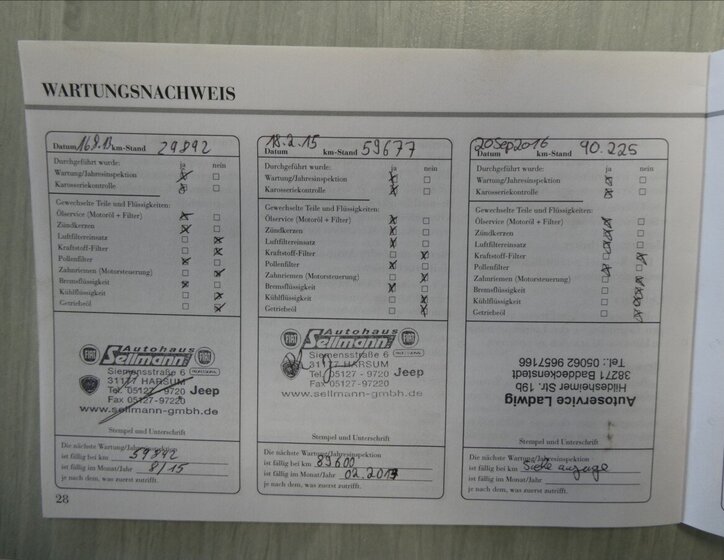 WARTUNGSNACHWEIS
Datum 16.9.13 km-Stand 29892
Durchgeführt wurde: ja nein
Wartung/Jahresinspektion
Karosseriekontrolle
Gewechselte Teile und Flüssigkeiten:
Ölservice (Motoröl + Filter)
Zündkerzen
Luftfiltereinsatz
Kraftstoff-Filter
Pollenfilter
Zahnriemen (Motorsteuerung)
Bremsflüssigkeit
Kühlflüssigkeit
Getriebeöl
Autohaus
FIAT Sellmann GmbH FIAT
Siemensstraße 6
31177 HARSUM
Tel. 05127 - 9720 Jeep
Fax 05127-97220
www.sellmann-gmbh.de
Stempel und Unterschrift
Die nächste Wartung/Jahresinspektion
ist fällig bei km 59892
ist fällig im Monat/Jahr 8/15
je nach dem, was zuerst zutrifft.
28
Datum 18.2.15 km-Stand 59677
Durchgeführt wurde: ja nein
Wartung/Jahresinspektion
Karosseriekontrolle
Gewechselte Teile und Flüssigkeiten:
Ölservice (Motoröl + Filter)
Zündkerzen
Luftfiltereinsatz
Kraftstoff-Filter
Pollenfilter
Zahnriemen (Motorsteuerung)
Bremsflüssigkeit
Kühlflüssigkeit
Getriebeöl
Autohaus
FIAT Sellmann GmbH FIAT
Siemensstraße 6
31177 HARSUM
Tel. 05127 - 9720 Jeep
Fax 05127-97220
www.sellmann-gmbh.de
Stempel und Unterschrift
Die nächste Wartung/Jahresinspektion
ist fällig bei km 89600
ist fällig im Monat/Jahr 02.2017
je nach dem, was zuerst zutrifft.
Datum 20 Sep 2016 km-Stand 90.225
Durchgeführt wurde: ja nein
Wartung/Jahresinspektion
Karosseriekontrolle
Gewechselte Teile und Flüssigkeiten:
Ölservice (Motoröl + Filter)
Zündkerzen
Luftfiltereinsatz
Kraftstoff-Filter
Pollenfilter
Zahnriemen (Motorsteuerung)
Bremsflüssigkeit
Kühlflüssigkeit
Getriebeöl
Autoservice Ladwig
Hildesheimer Str. 19b
38271 Baddeckenstedt
Tel.: 05062 9657166
Stempel und Unterschrift
Die nächste Wartung/Jahresinspektion
ist fällig bei km Siehe anzeige
ist fällig im Monat/Jahr
je nach dem, was zuerst zutrifft.